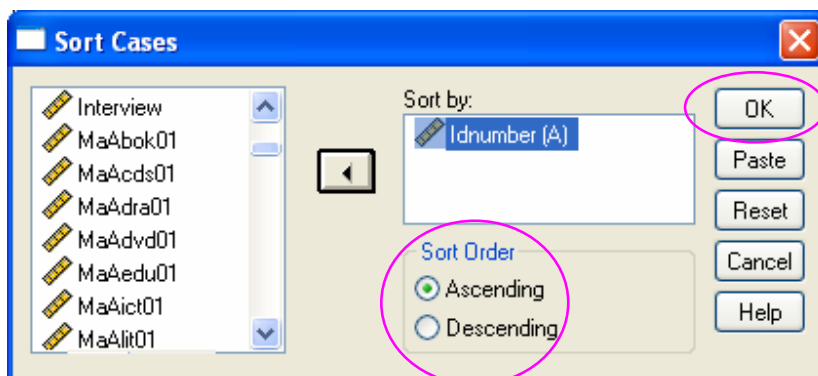 Sort Cases
Interview
MaAbok01
MaAcds01
MaAdra01
MaAdvd01
MaAedu01
MaAict01
MaAlit01
Sort by:
Idnumber (A)
Sort Order
Ascending
Descending
OK
Paste
Reset
Cancel
Help